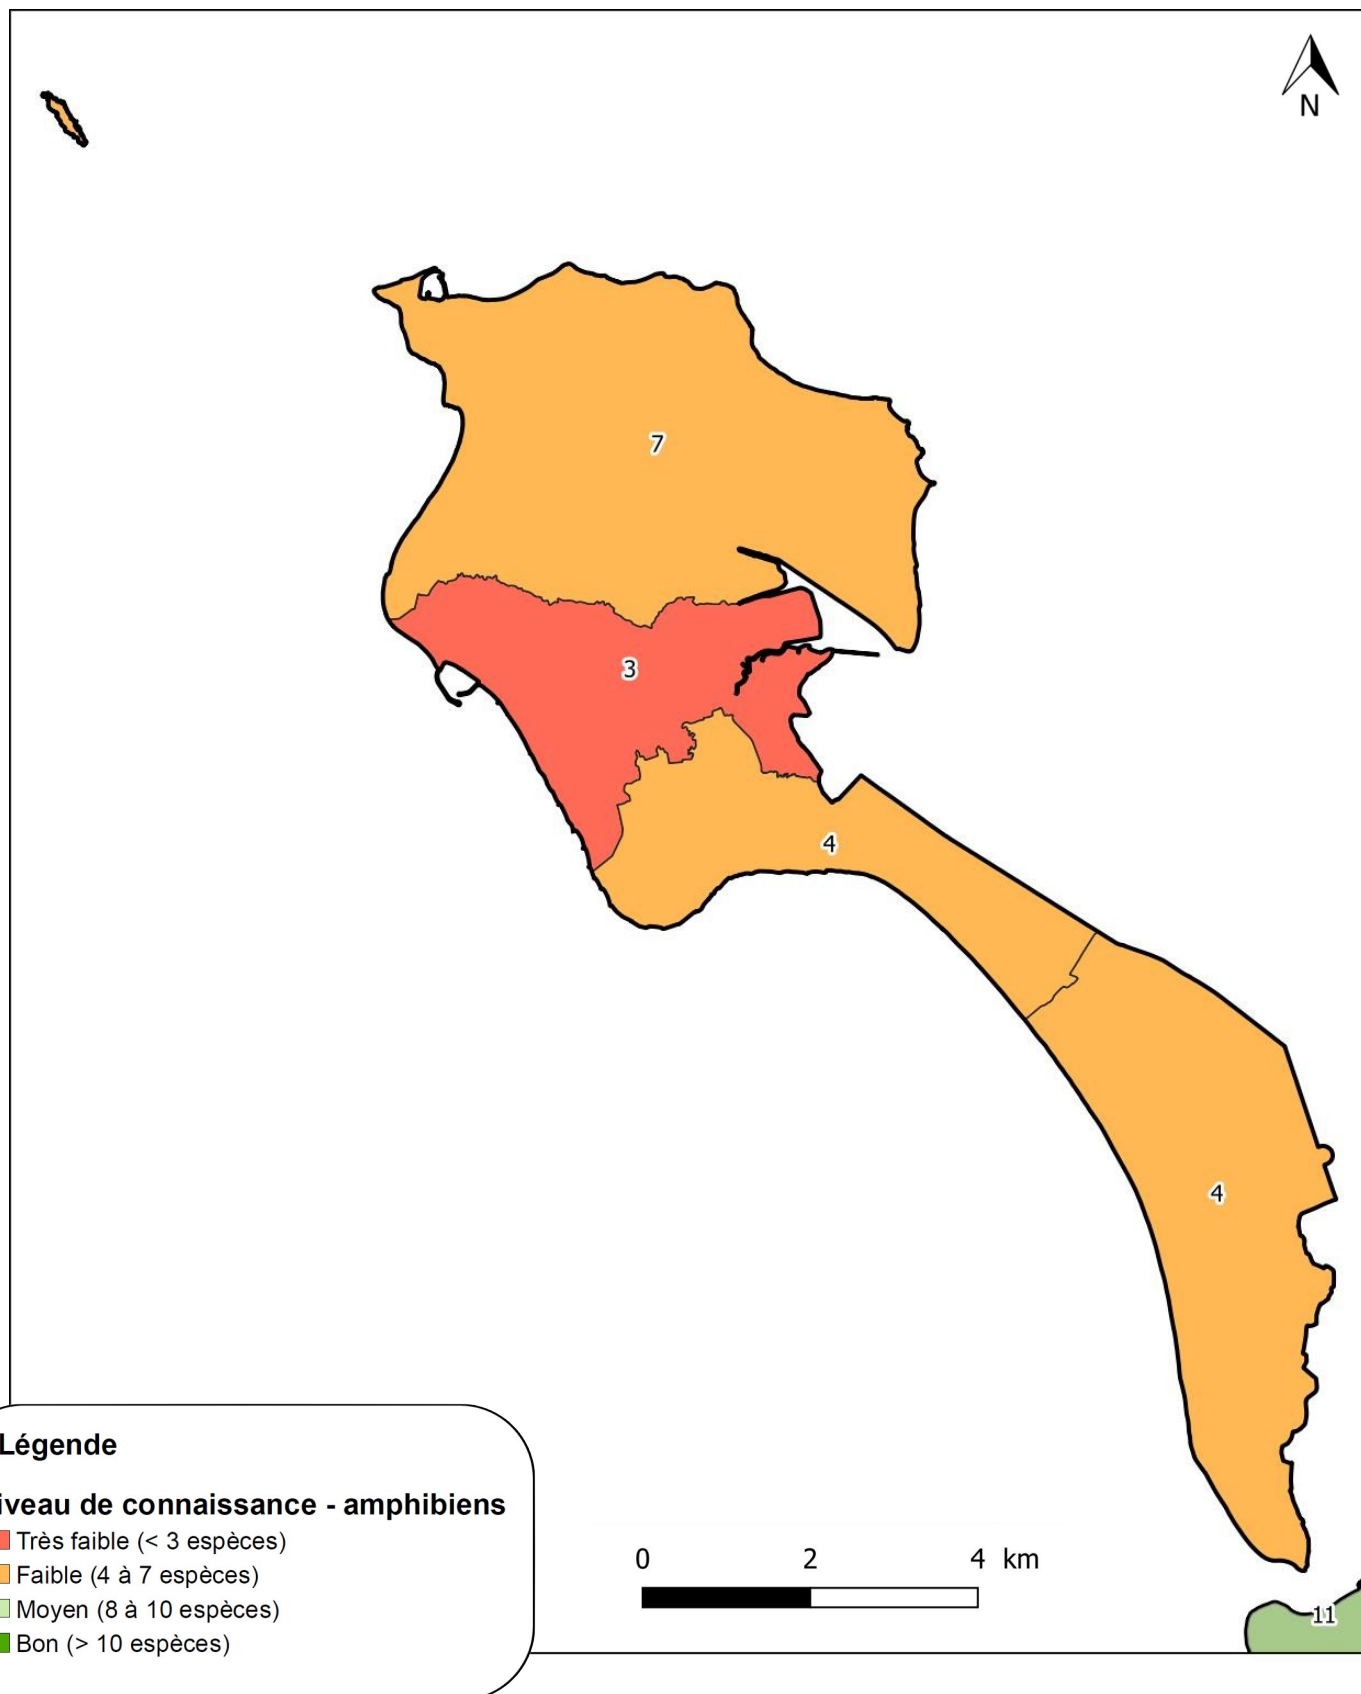 N
7
3
4
4
11
Légende
iveau de connaissance - amphibiens
Très faible (< 3 espèces)
Faible (4 à 7 espèces)
Moyen (8 à 10 espèces)
Bon (> 10 espèces)
0 2 4 km